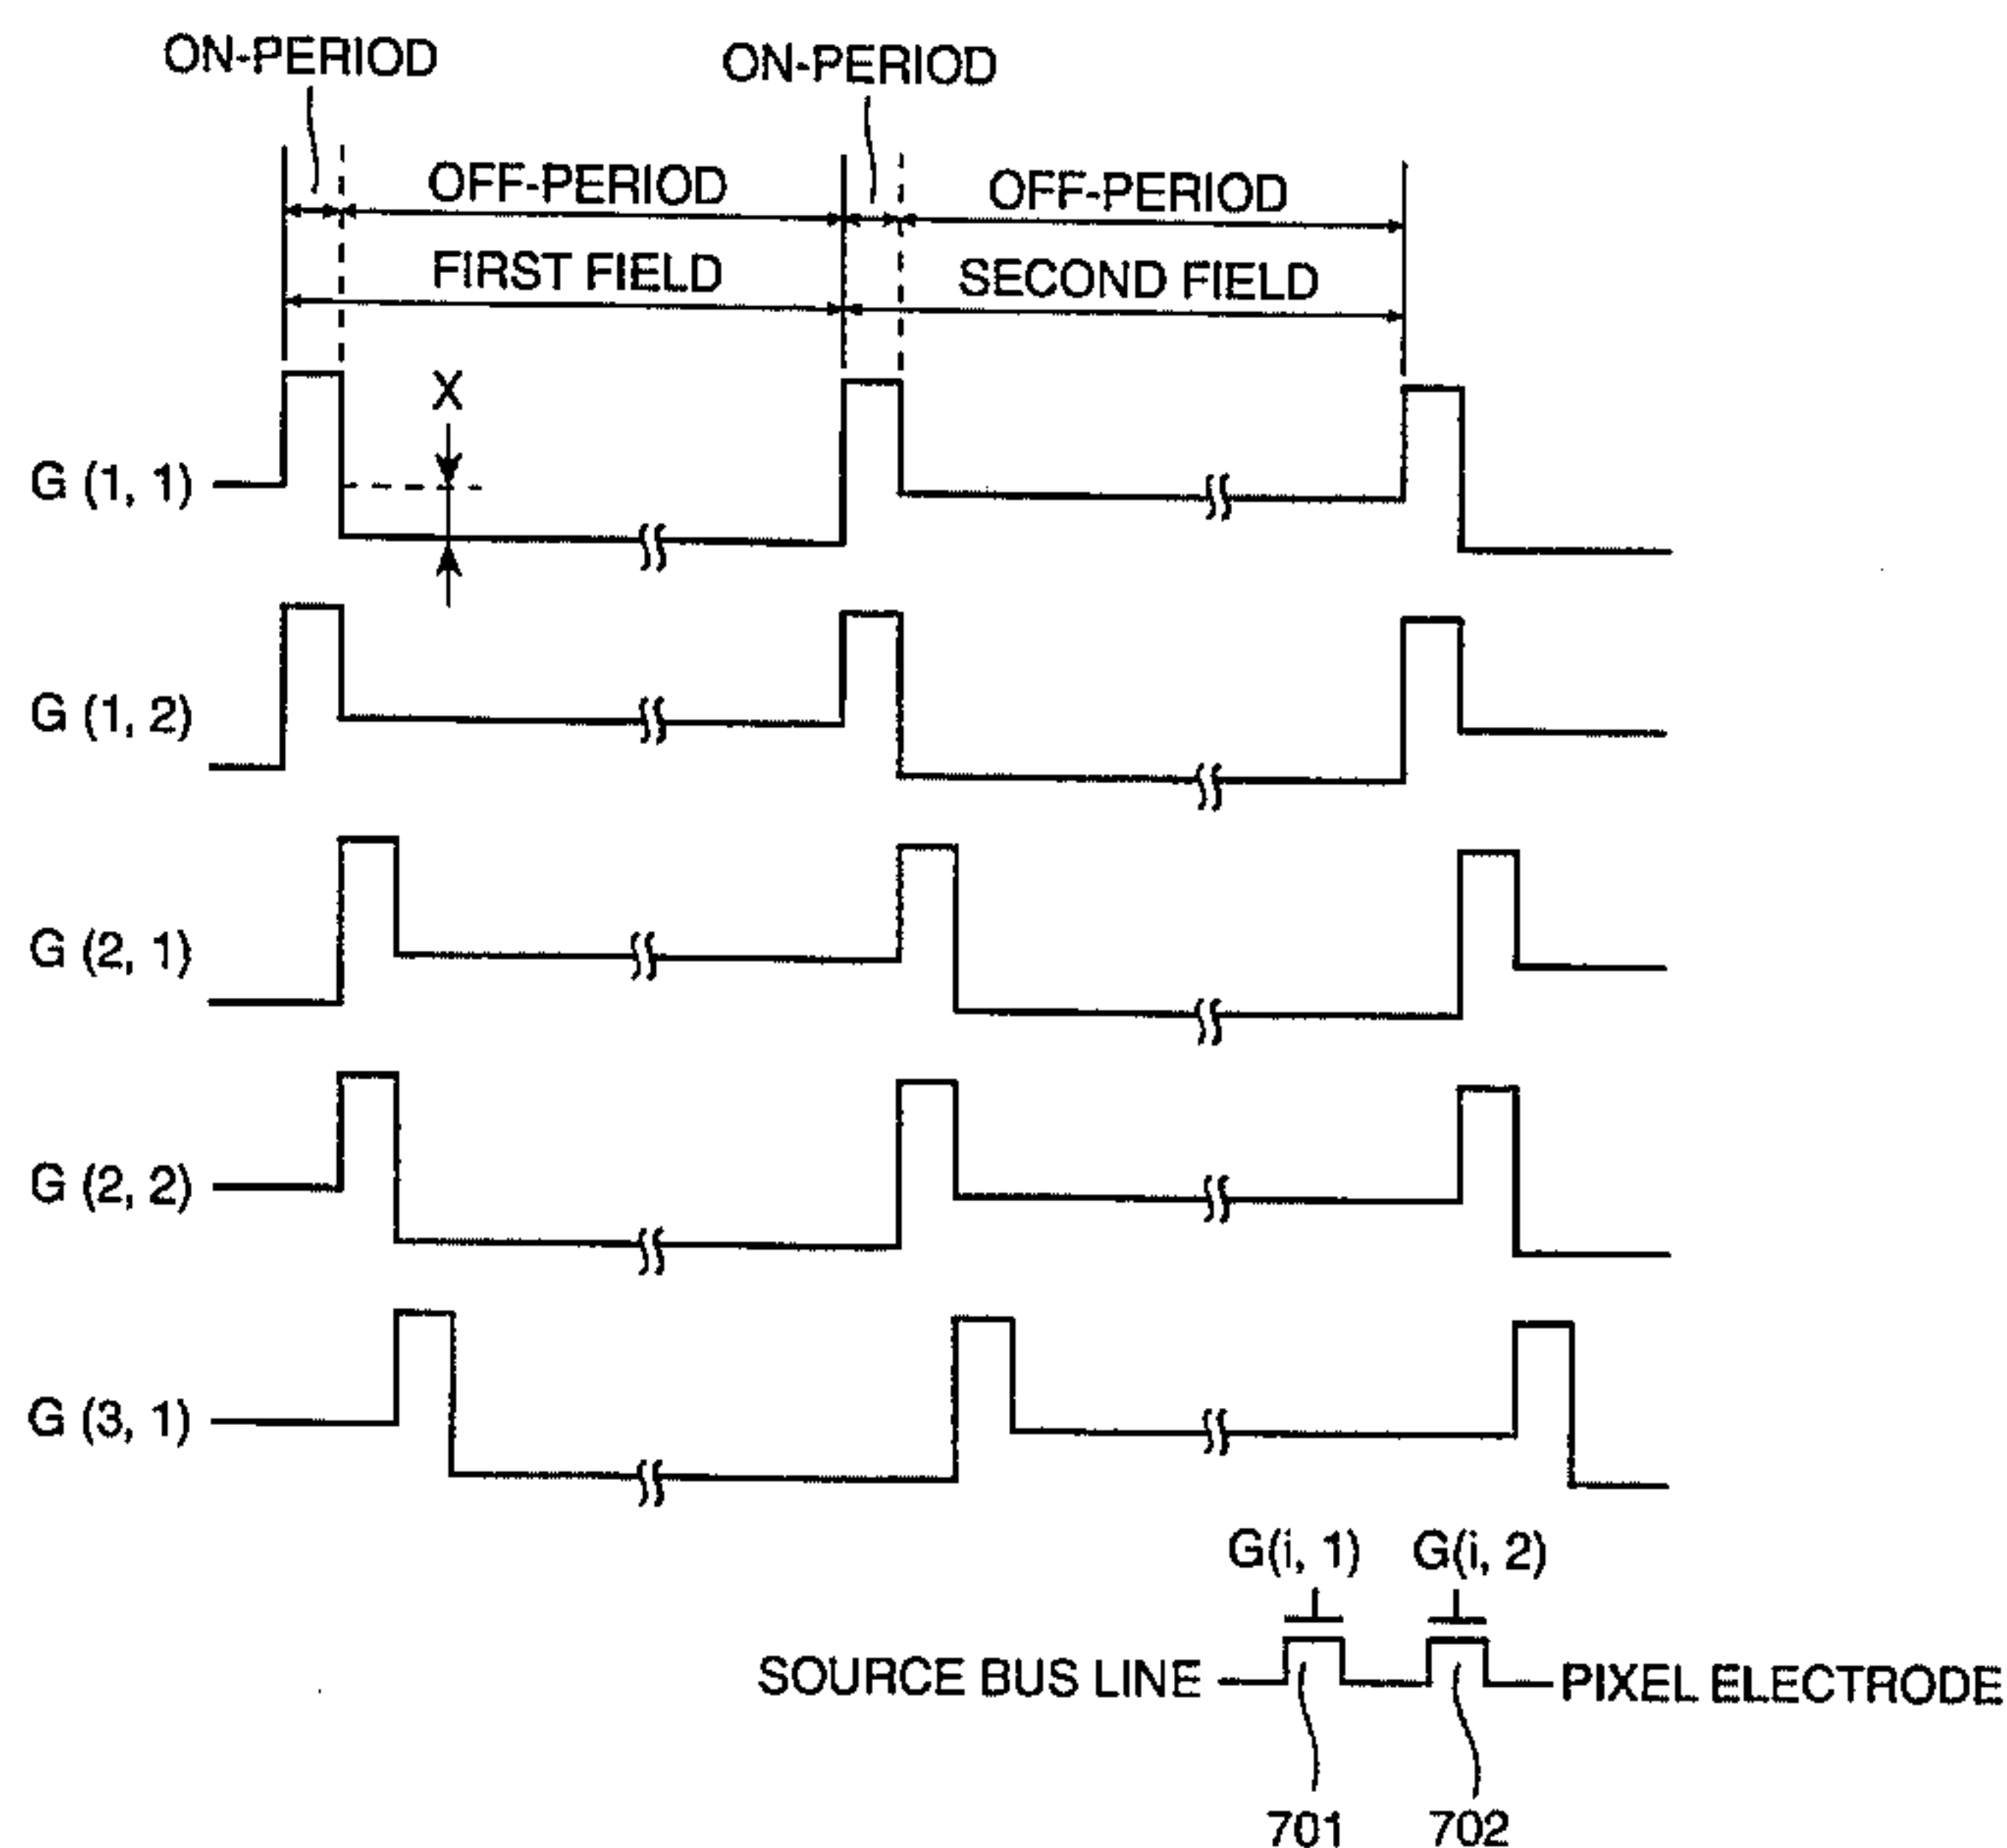 ON-PERIOD ON-PERIOD
OFF-PERIOD OFF-PERIOD
FIRST FIELD SECOND FIELD
X
G (1, 1)
G (1, 2)
G (2, 1)
G (2, 2)
G (3, 1)
G(i, 1) G(i, 2)
SOURCE BUS LINE PIXEL ELECTRODE
701 702